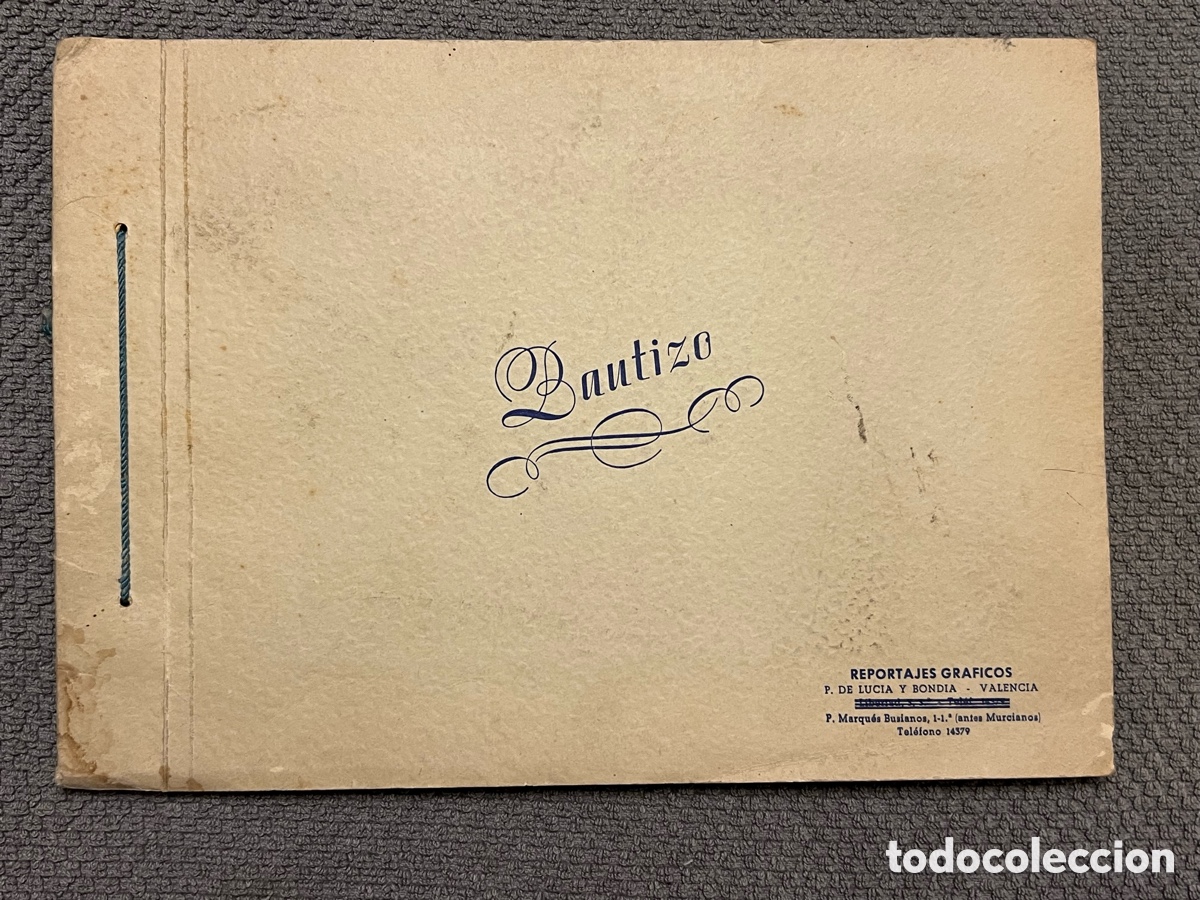 Bautizo
REPORTAJES GRAFICOS
P. DE LUCIA Y BONDIA - VALENCIA
P. Marqués Busianos, 1-1.ª (antes Murcianos)
Teléfono 14379
todocoleccion